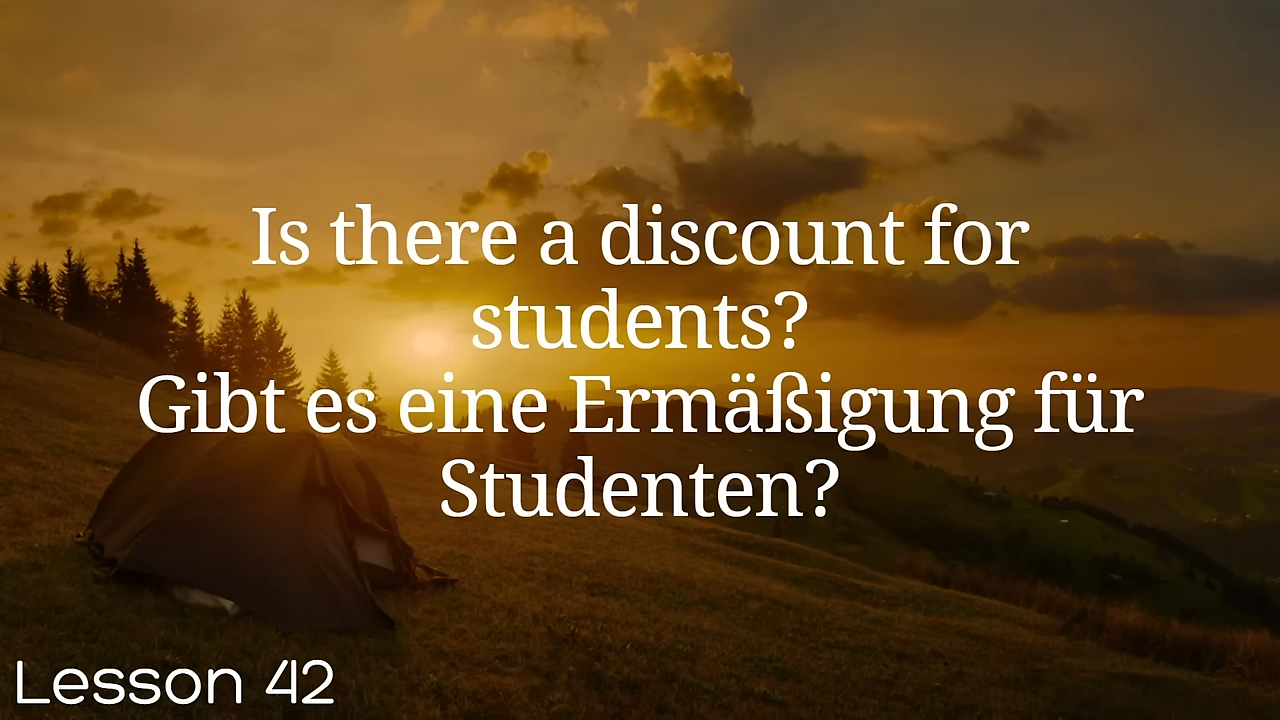 Is there a discount for
students?
Gibt es eine Ermäßigung für
Studenten?
Lesson 42